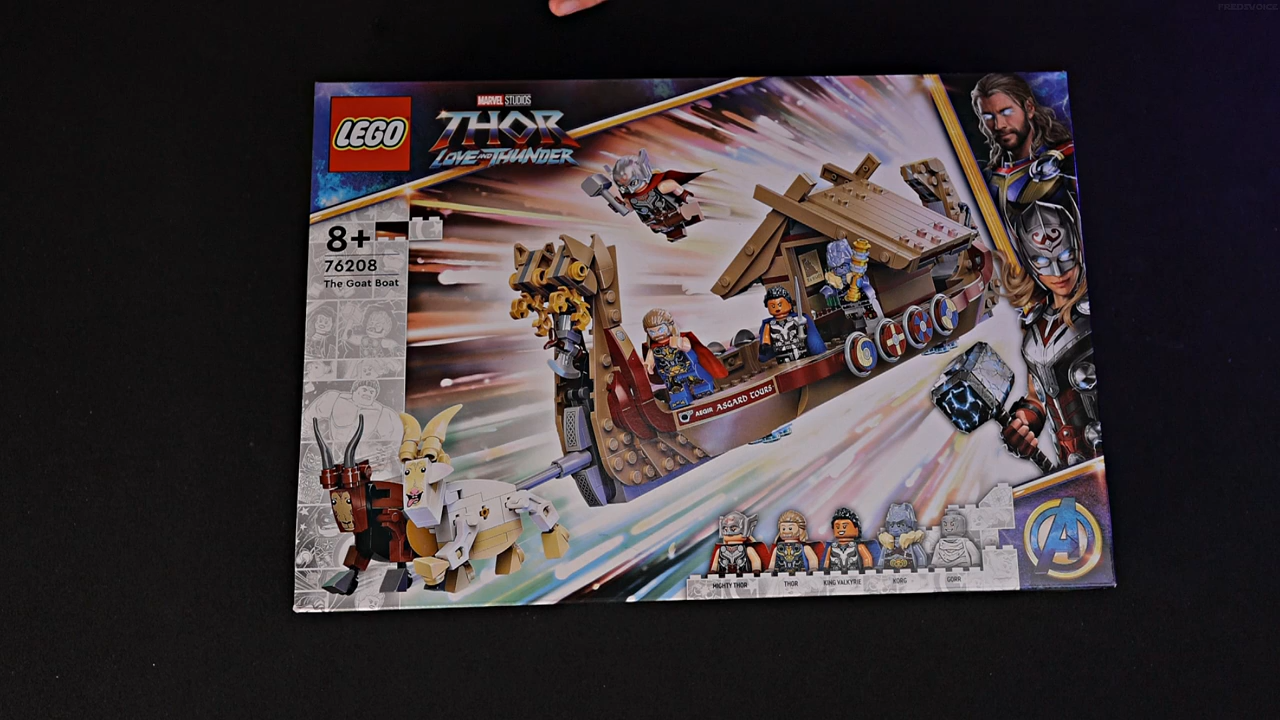 PREDSVOICE
LEGO
MARVEL STUDIOS
THOR
LOVE AND THUNDER
8+
76208
The Goat Boat
AEGIR ASGARD TOURS
MIGHTY THOR
THOR
KING VALKYRIE
KORG
GORR